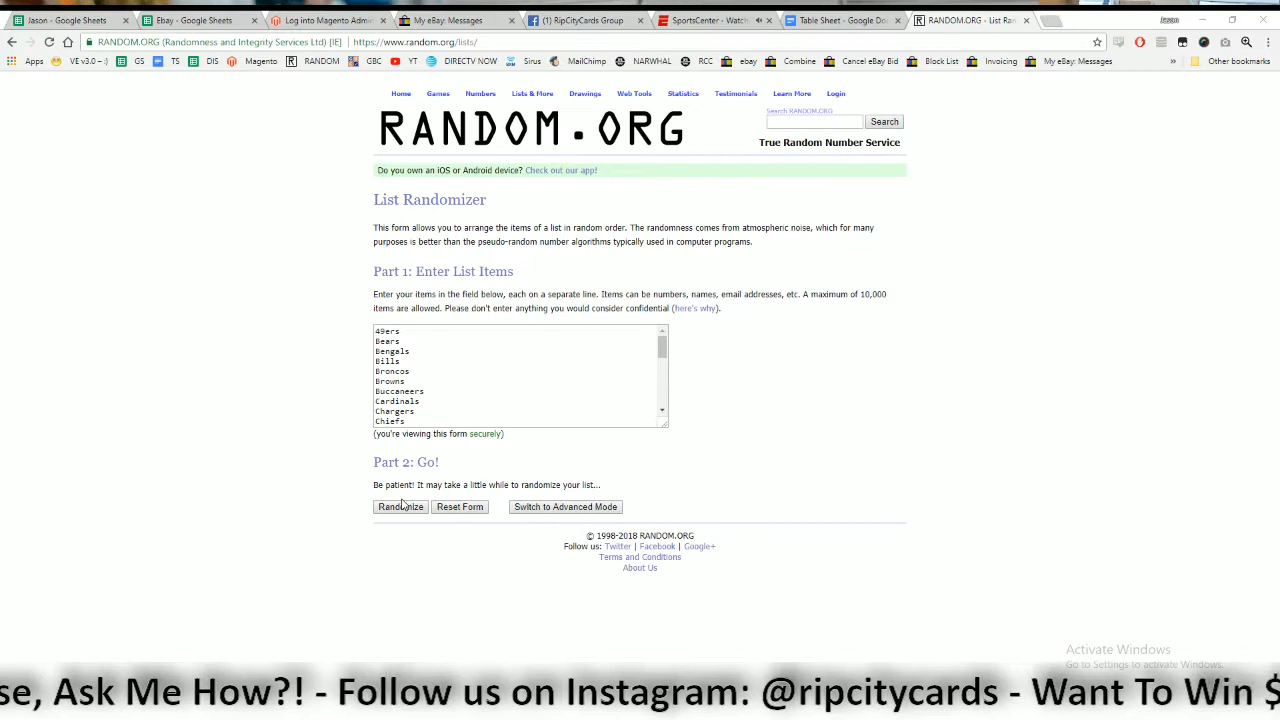 Jason - Google Sheets
Ebay - Google Sheets
Log into Magento Admin
My eBay: Messages
(1) RipCityCards Group
SportsCenter - Watch
Table Sheet - Google Do
RANDOM.ORG - List Ran
RANDOM.ORG (Randomness and Integrity Services Ltd) [IE] https://www.random.org/lists/
Apps VE v3.0 --:) GS TS DIS Magento RANDOM GBC YT DIRECTV NOW Sirus MailChimp NARWHAL RCC ebay Combine Cancel eBay Bid Block List Invoicing My eBay: Messages » Other bookmarks
Home Games Numbers Lists & More Drawings Web Tools Statistics Testimonials Learn More Login
RANDOM.ORG
Search RANDOM.ORG
Search
True Random Number Service
Do you own an iOS or Android device? Check out our app!
List Randomizer
This form allows you to arrange the items of a list in random order. The randomness comes from atmospheric noise, which for many
purposes is better than the pseudo-random number algorithms typically used in computer programs.
Part 1: Enter List Items
Enter your items in the field below, each on a separate line. Items can be numbers, names, email addresses, etc. A maximum of 10,000
items are allowed. Please don't enter anything you would consider confidential (here's why).
49ers
Bears
Bengals
Bills
Broncos
Browns
Buccaneers
Cardinals
Chargers
Chiefs
(you're viewing this form securely)
Part 2: Go!
Be patient! It may take a little while to randomize your list...
Randomize Reset Form Switch to Advanced Mode
© 1998-2018 RANDOM.ORG
Follow us: Twitter | Facebook | Google+
Terms and Conditions
About Us
Activate Windows
Go to Settings to activate Windows.
se, Ask Me How?! - Follow us on Instagram: @ripcitycards - Want To Win $